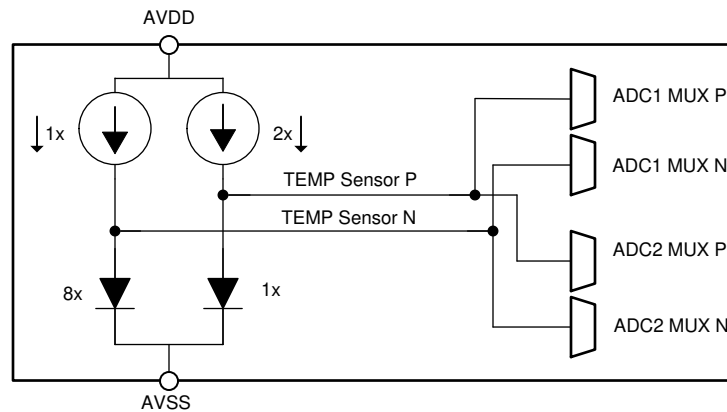 AVDD
ADC1 MUX P
1x
2x
ADC1 MUX N
TEMP Sensor P
TEMP Sensor N
ADC2 MUX P
8x
1x
ADC2 MUX N
AVSS